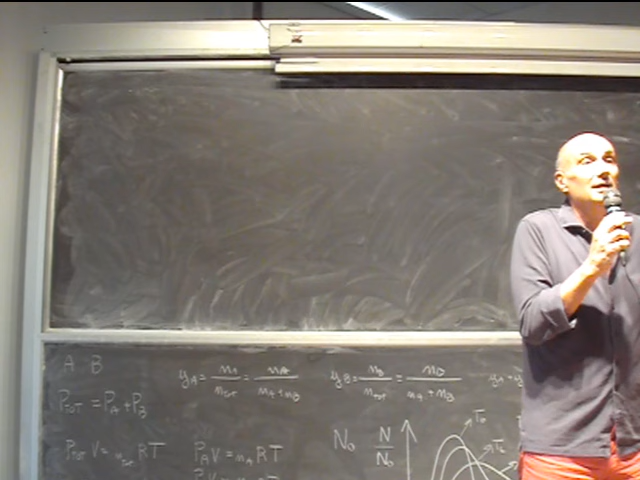 A B
y_A = n_A / n_TOT = n_A / (n_A + n_B)
y_B = n_B / n_TOT = n_B / (n_A + n_B)
P_TOT = P_A + P_B
P_TOT V = n_TOT RT
P_A V = n_A RT
N_0
N / N_0